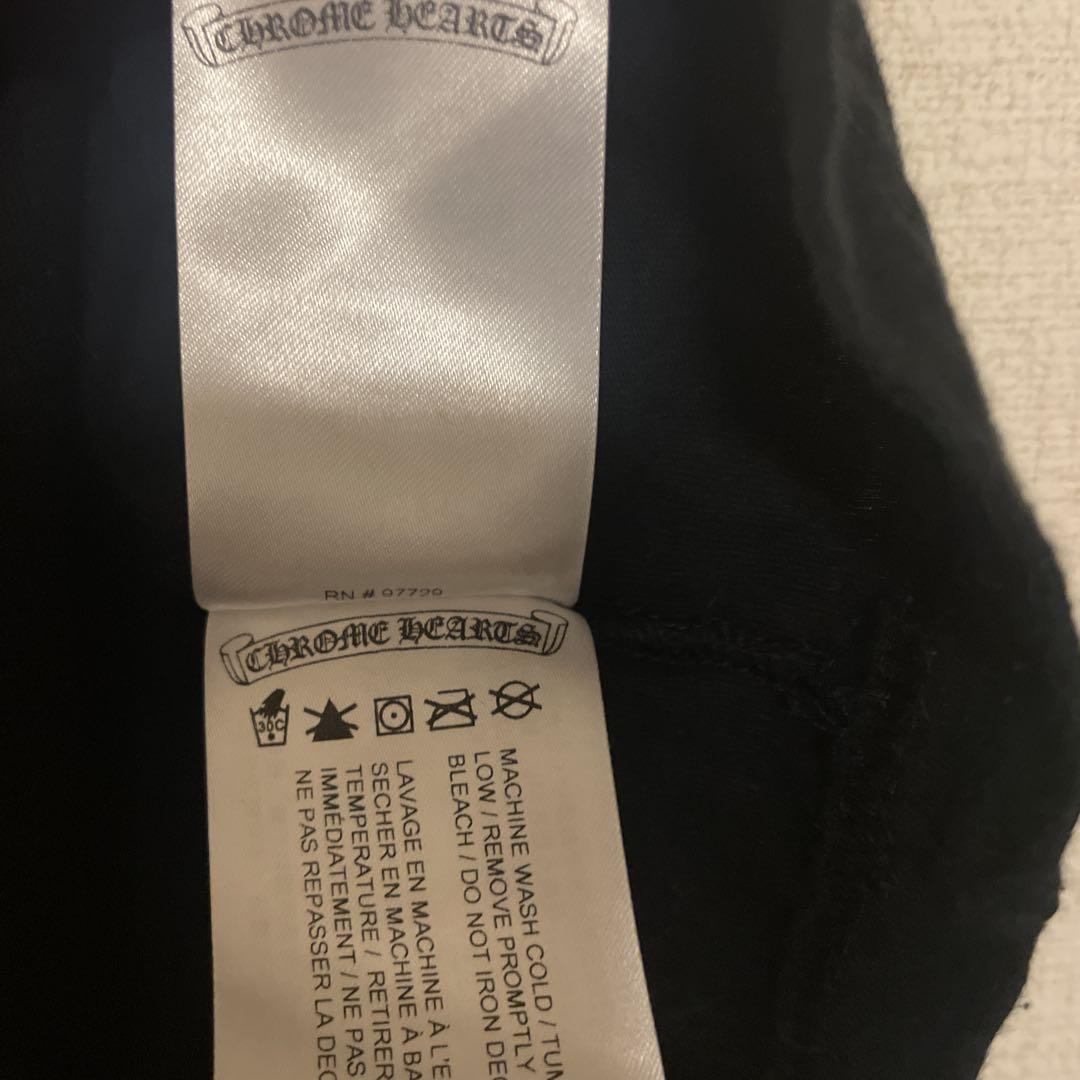 CHROME HEARTS
RN # 97790
CHROME HEARTS
30C
MACHINE WASH COLD / TUM
LOW / REMOVE PROMPTLY
BLEACH / DO NOT IRON DEC
LAVAGE EN MACHINE À L'E
SECHER EN MACHINE À BA
TEMPERATURE / RETIRER
IMMÉDIATEMENT / NE PAS
NE PAS REPASSER LA DEC